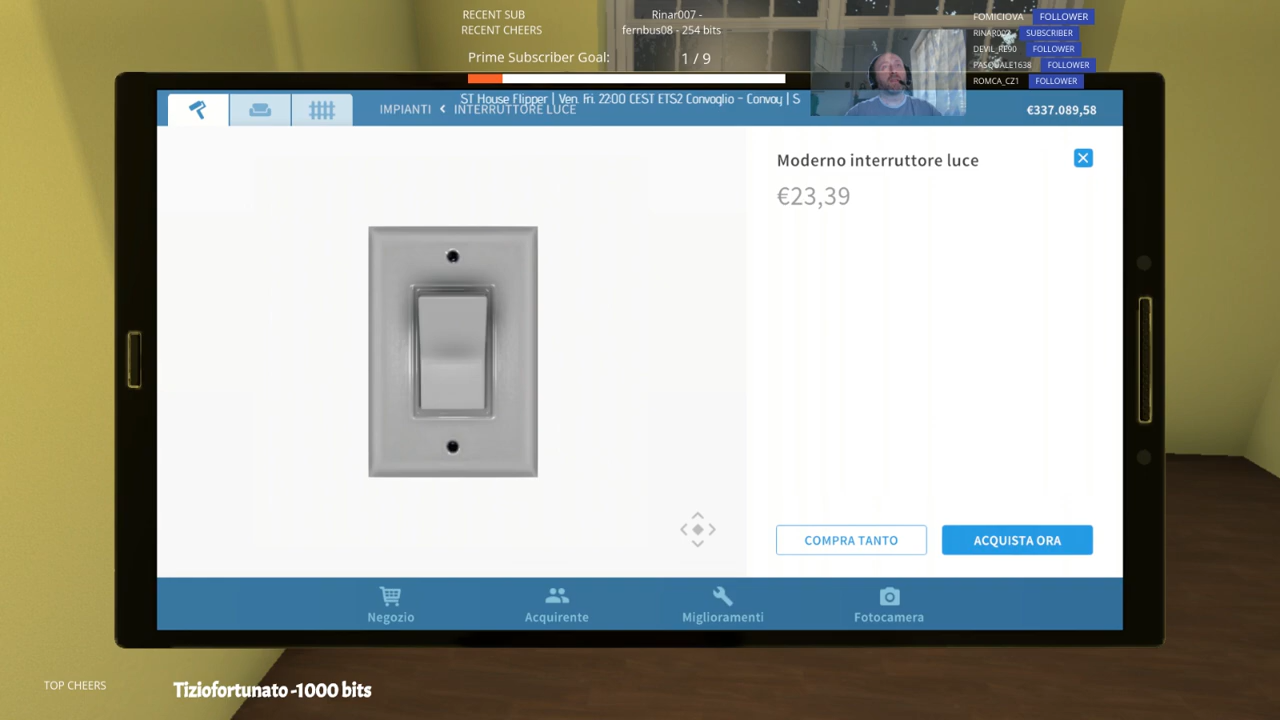 RECENT SUB
Rinar007 -
RECENT CHEERS
fernbus08 - 254 bits
Prime Subscriber Goal:
1 / 9
FOMICIOVA FOLLOWER
RINAR007 SUBSCRIBER
DEVIL_RE90 FOLLOWER
PASQUALE1638 FOLLOWER
ROMCA_CZ1 FOLLOWER
ST House Flipper | Ven. Fri. 22:00 CEST ETS2 Convoglio - Convoy | S
IMPIANTI < INTERRUTTORE LUCE
€337.089,58
Moderno interruttore luce
€23,39
COMPRA TANTO
ACQUISTA ORA
Negozio
Acquirente
Miglioramenti
Fotocamera
TOP CHEERS
Tiziofortunato -1000 bits